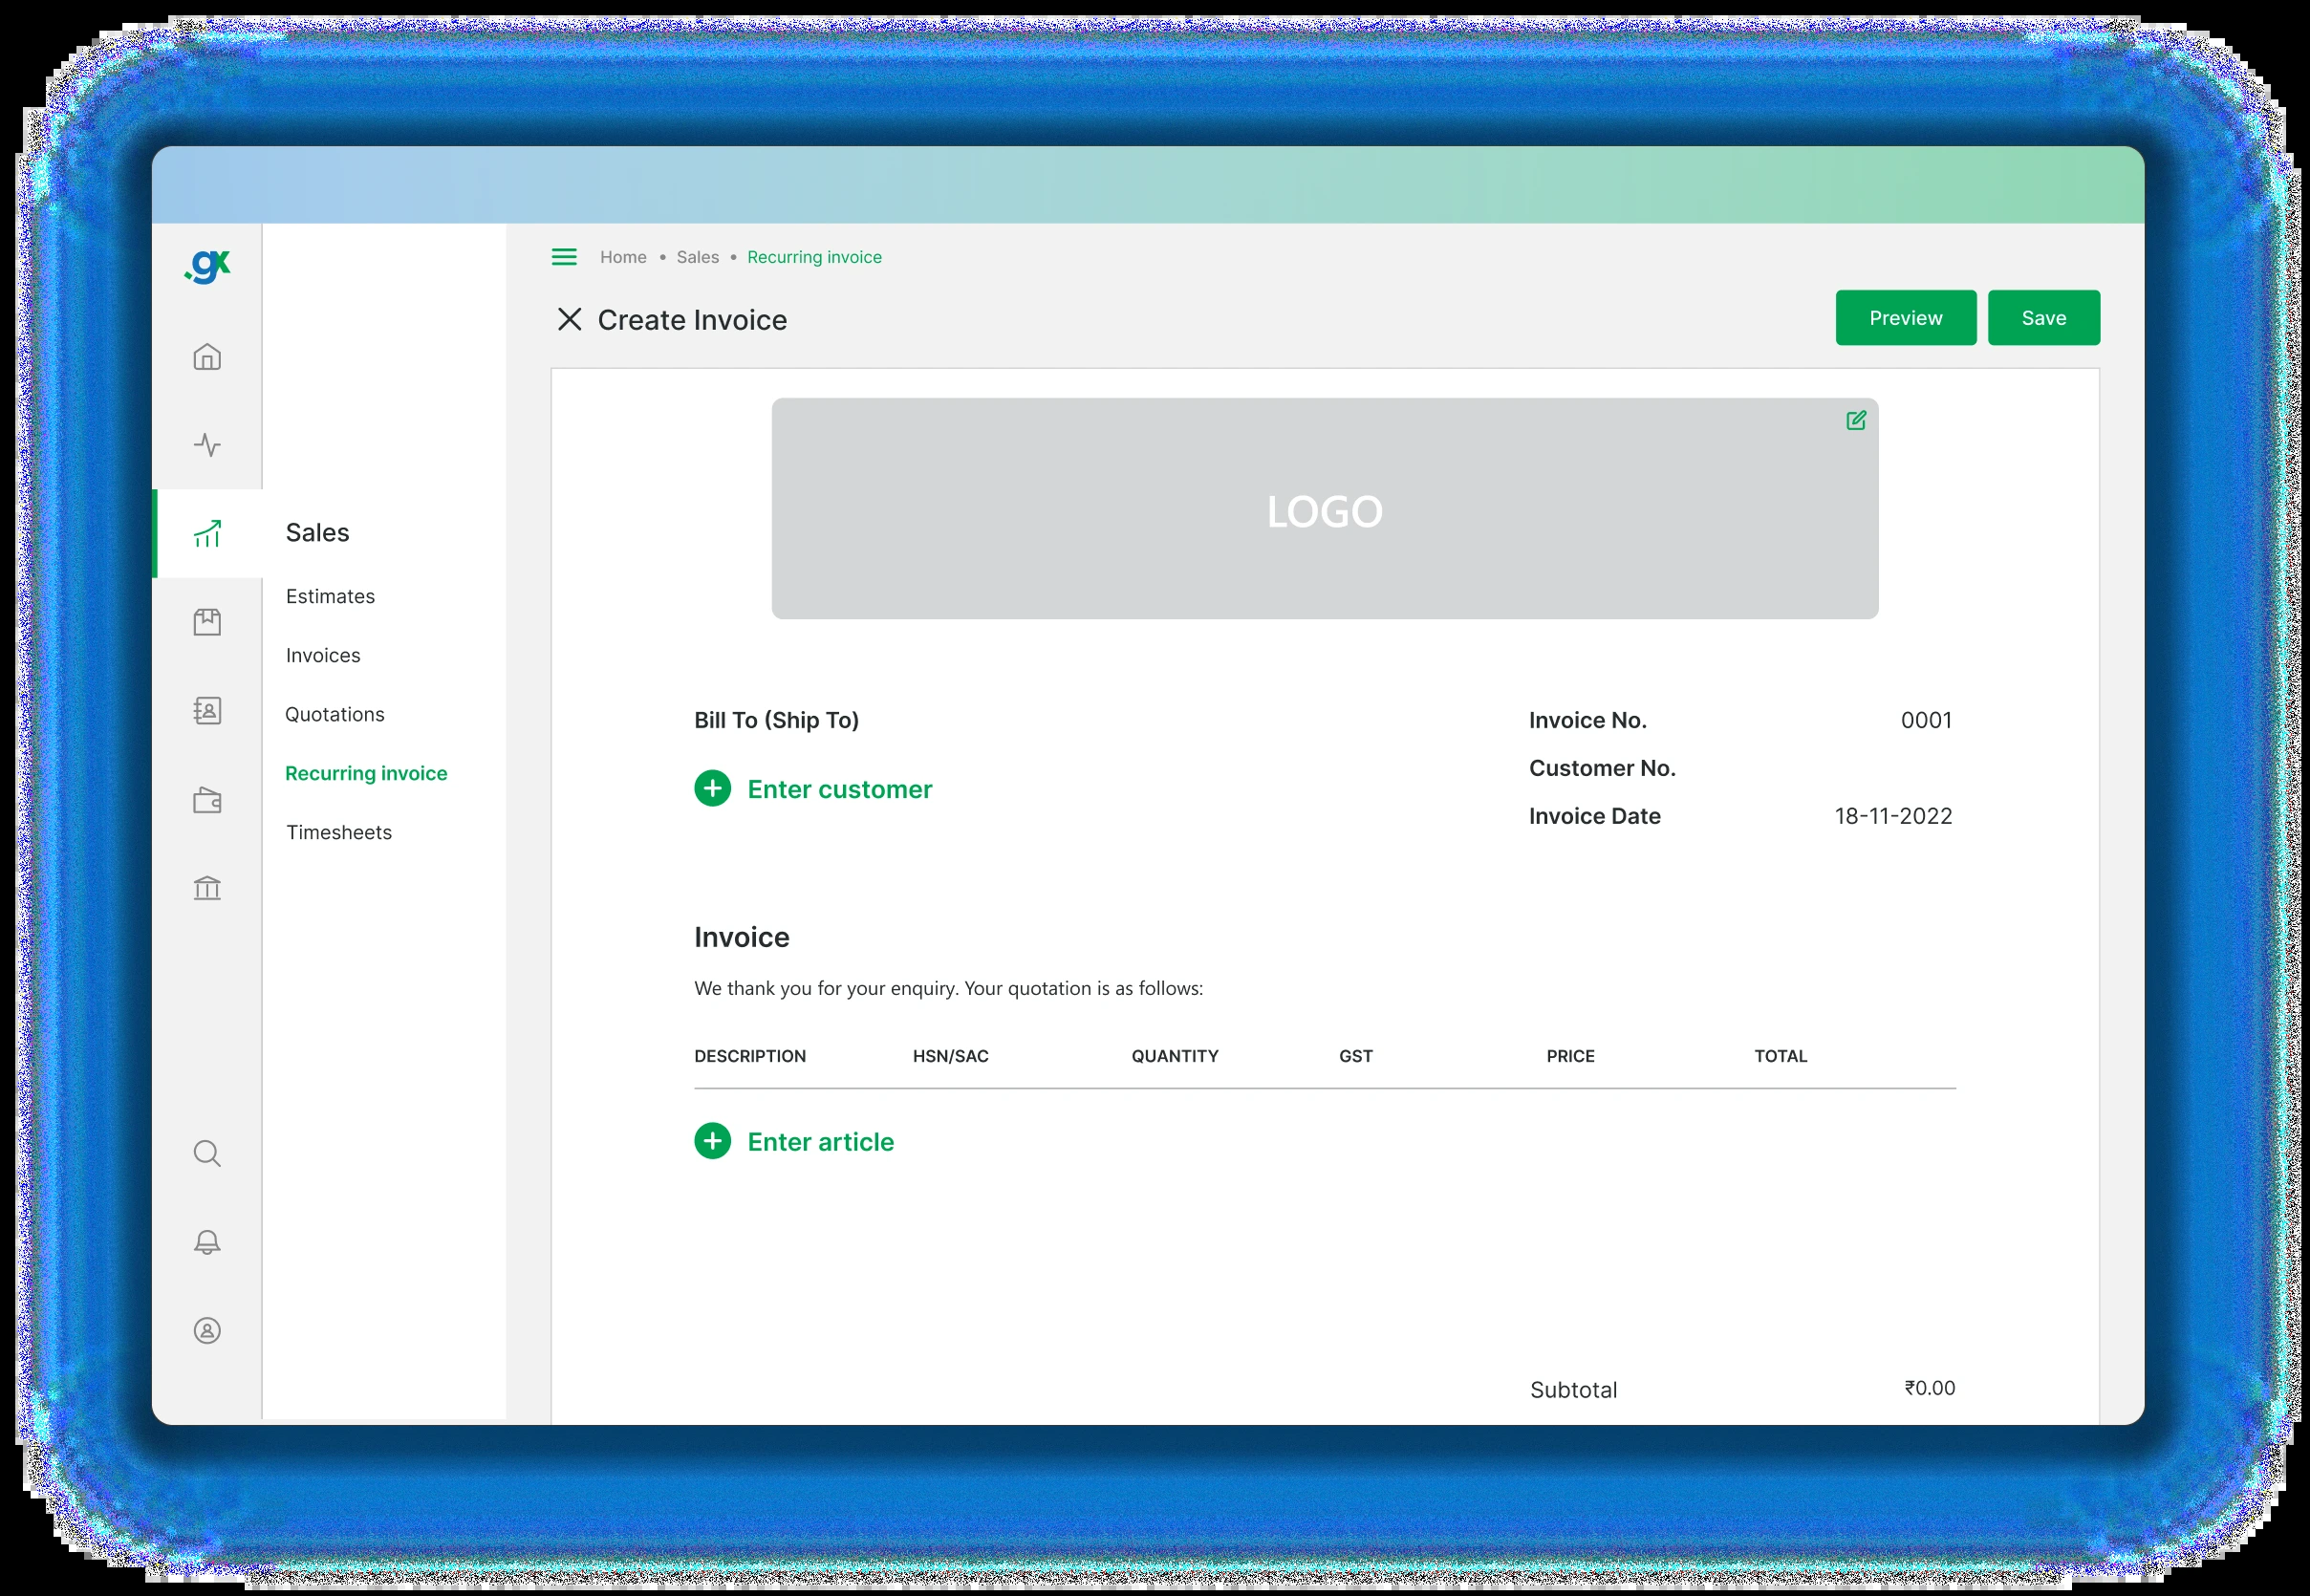 .gx
Home • Sales • Recurring invoice
Create Invoice
Preview
Save
LOGO
Sales
Estimates
Invoices
Quotations
Recurring invoice
Timesheets
Bill To (Ship To)
Enter customer
Invoice No. 0001
Customer No.
Invoice Date 18-11-2022
Invoice
We thank you for your enquiry. Your quotation is as follows:
DESCRIPTION HSN/SAC QUANTITY GST PRICE TOTAL
Enter article
Subtotal ₹0.00